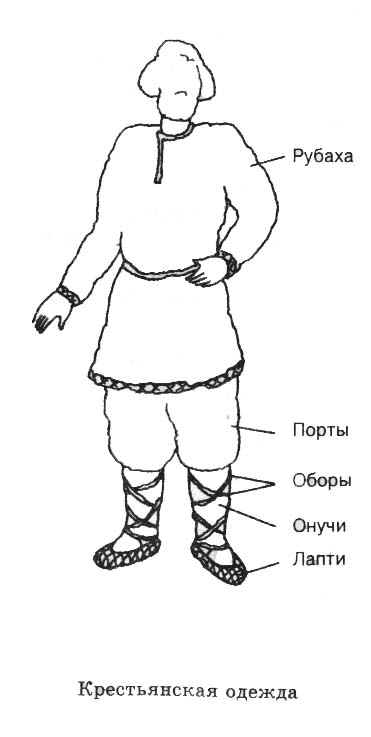 Рубаха
Порты
Оборы
Онучи
Лапти
Крестьянская одежда